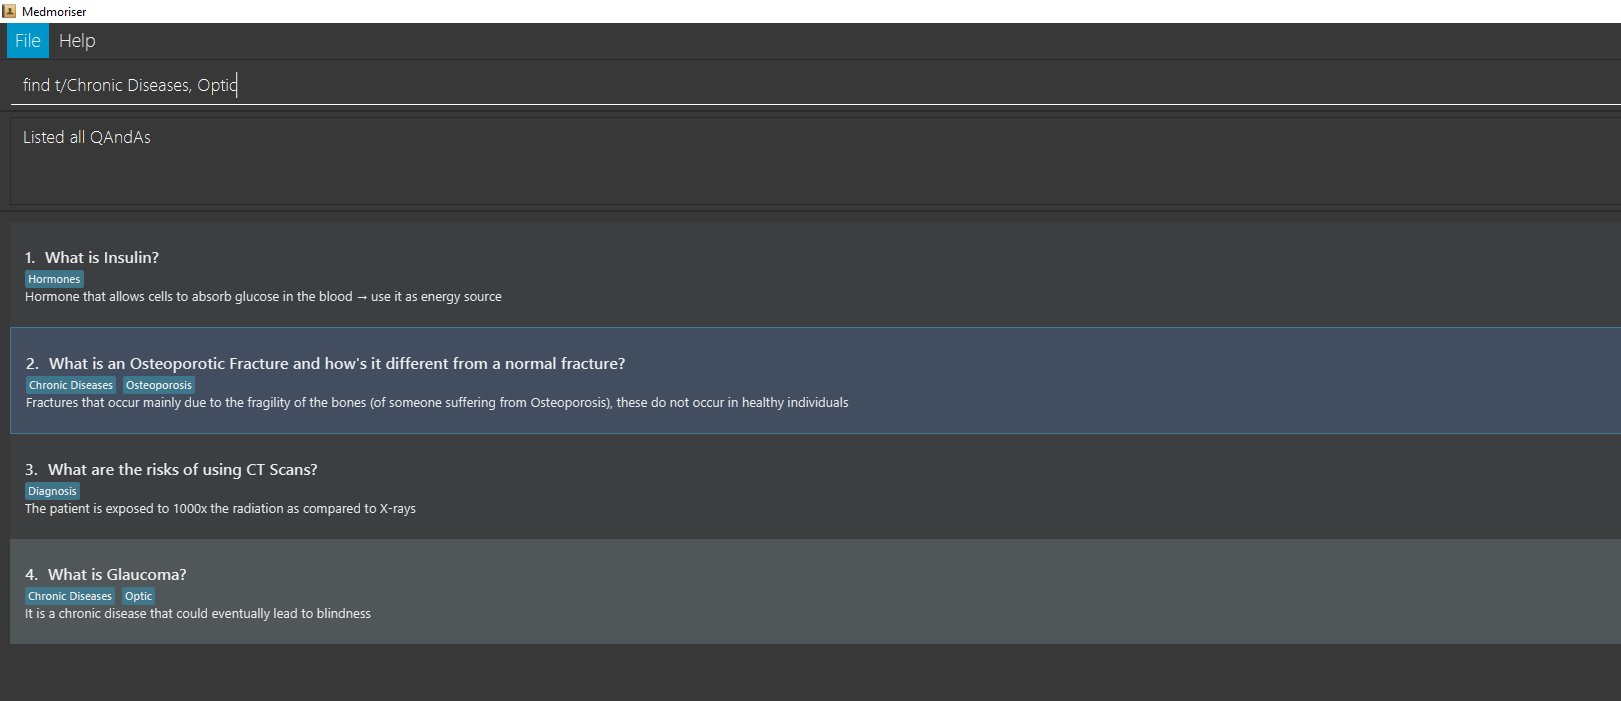 Medmoriser
File Help
find t/Chronic Diseases, Optic
Listed all QAndAs
1. What is Insulin?
Hormones
Hormone that allows cells to absorb glucose in the blood → use it as energy source
2. What is an Osteoporotic Fracture and how's it different from a normal fracture?
Chronic Diseases Osteoporosis
Fractures that occur mainly due to the fragility of the bones (of someone suffering from Osteoporosis), these do not occur in healthy individuals
3. What are the risks of using CT Scans?
Diagnosis
The patient is exposed to 1000x the radiation as compared to X-rays
4. What is Glaucoma?
Chronic Diseases Optic
It is a chronic disease that could eventually lead to blindness